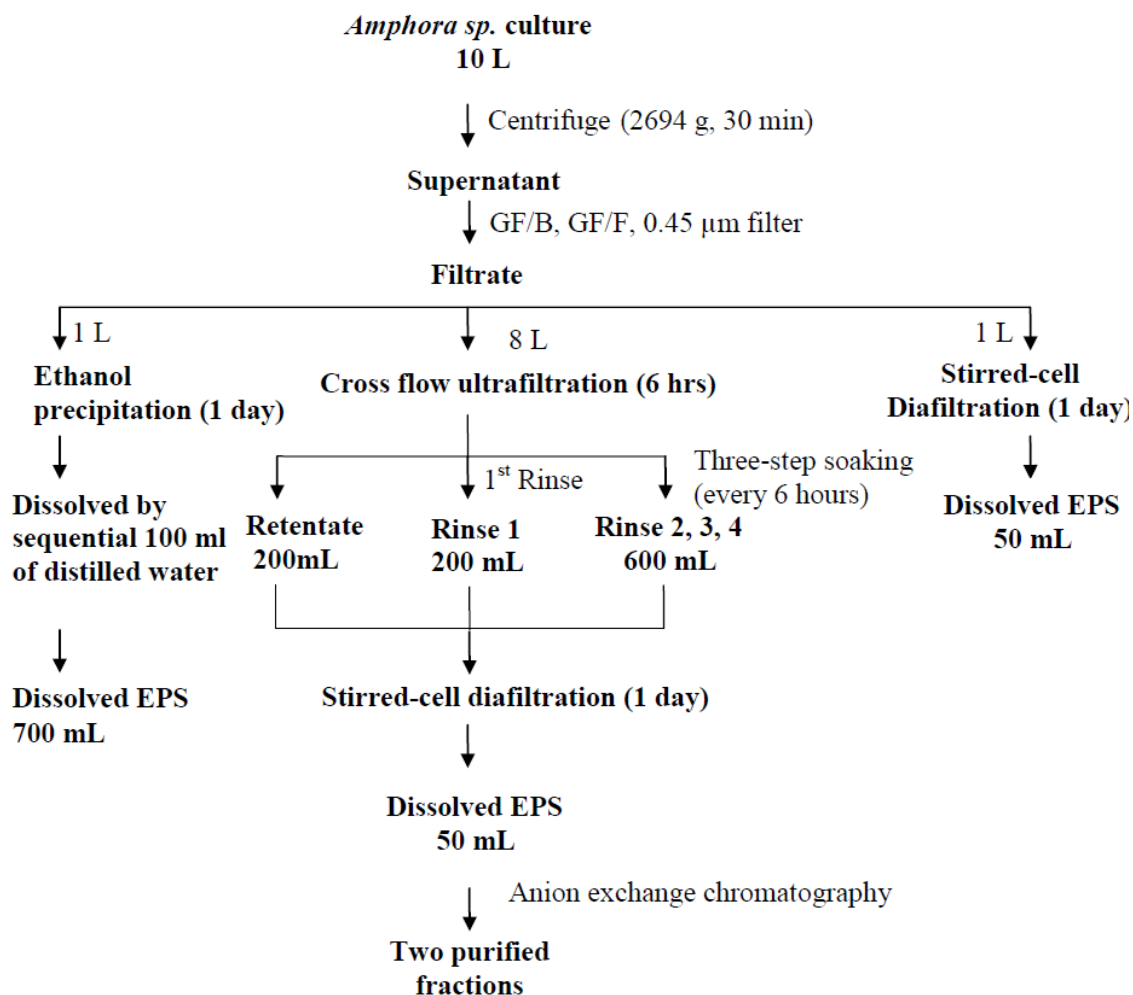 Amphora sp. culture
10 L
Centrifuge (2694 g, 30 min)
Supernatant
GF/B, GF/F, 0.45 µm filter
Filtrate
1 L
8 L
1 L
Ethanol
precipitation (1 day)
Cross flow ultrafiltration (6 hrs)
Stirred-cell
Diafiltration (1 day)
Dissolved by
sequential 100 ml
of distilled water
1st Rinse
Three-step soaking
(every 6 hours)
Retentate
200mL
Rinse 1
200 mL
Rinse 2, 3, 4
600 mL
Dissolved EPS
50 mL
Dissolved EPS
700 mL
Stirred-cell diafiltration (1 day)
Dissolved EPS
50 mL
Anion exchange chromatography
Two purified
fractions